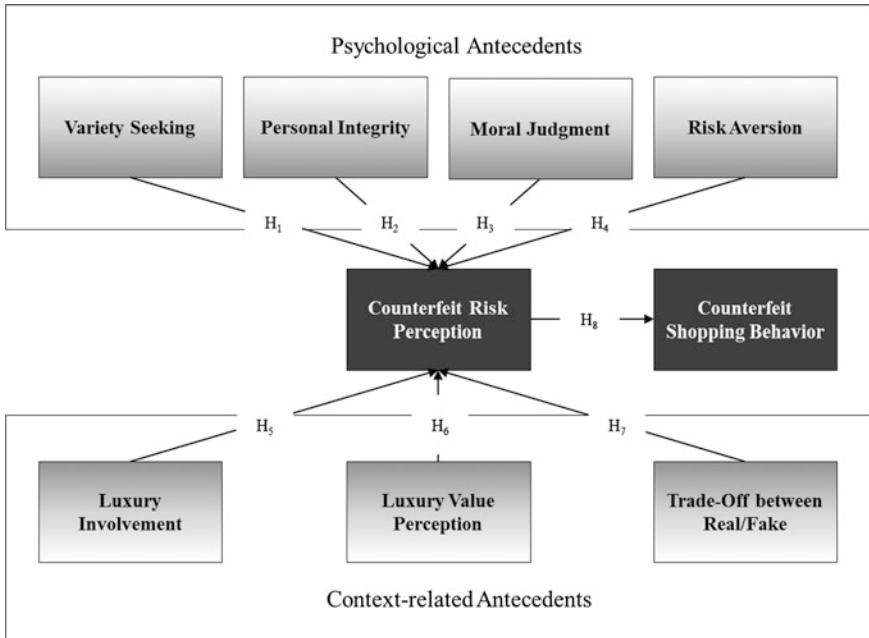 Psychological Antecedents
Variety Seeking
Personal Integrity
Moral Judgment
Risk Aversion
H₁
H₂
H₃
H₄
Counterfeit Risk
Perception
H₈
Counterfeit
Shopping Behavior
H₅
H₆
H₇
Luxury
Involvement
Luxury Value
Perception
Trade-Off between
Real/Fake
Context-related Antecedents